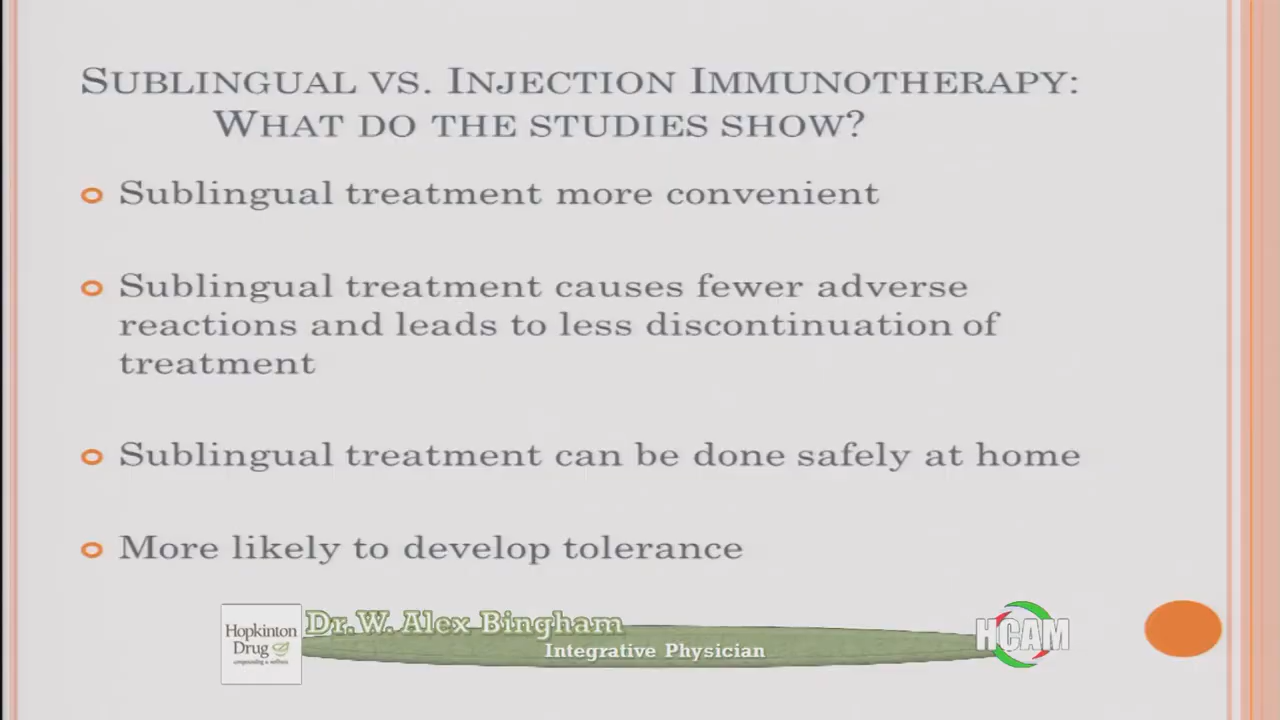 SUBLINGUAL VS. INJECTION IMMUNOTHERAPY:
WHAT DO THE STUDIES SHOW?
Sublingual treatment more convenient
Sublingual treatment causes fewer adverse
reactions and leads to less discontinuation of
treatment
Sublingual treatment can be done safely at home
More likely to develop tolerance
Hopkinton
Drug
compounding & wellness
Dr. W. Alex Bingham
Integrative Physician
HCAM